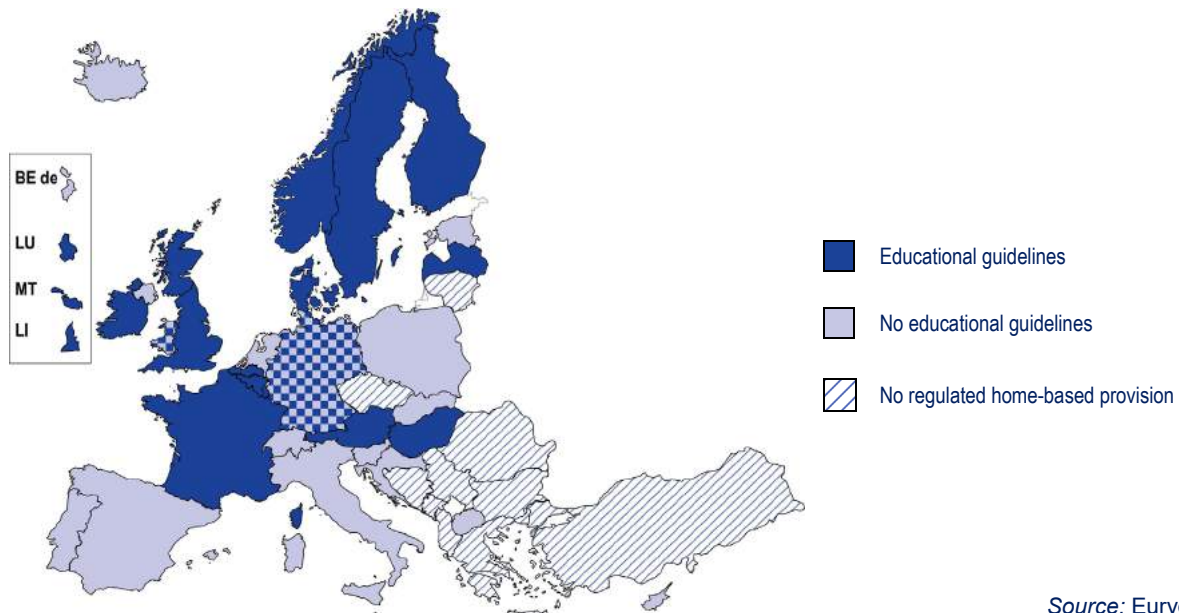 BE de
LU
MT
LI
Educational guidelines
No educational guidelines
No regulated home-based provision
Source: